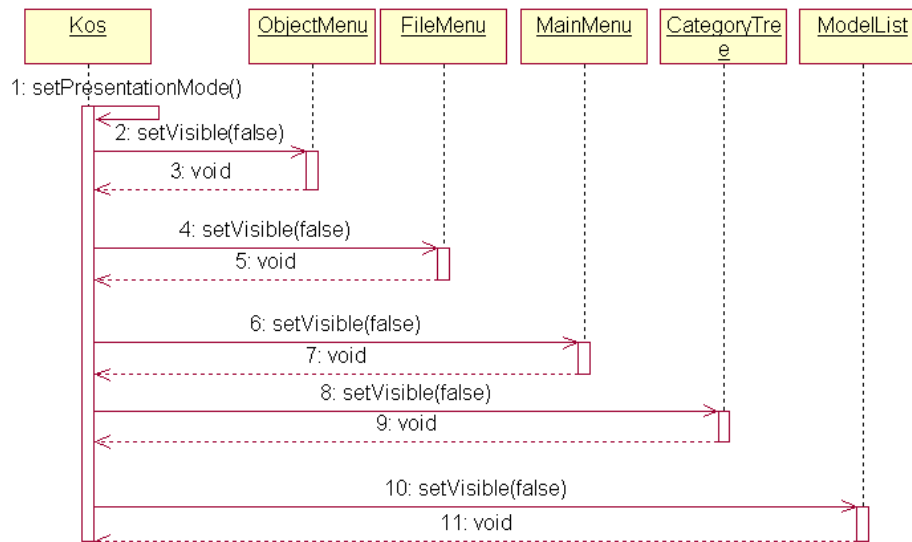 Kos
ObjectMenu
FileMenu
MainMenu
CategoryTre
e
ModelList
1: setPresentationMode()
2: setVisible(false)
3: void
4: setVisible(false)
5: void
6: setVisible(false)
7: void
8: setVisible(false)
9: void
10: setVisible(false)
11: void